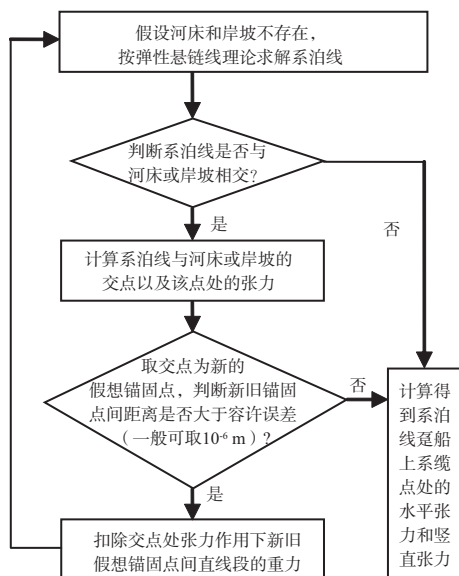 假设河床和岸坡不存在，
按弹性悬链线理论求解系泊线
判断系泊线是否与
河床或岸坡相交？
是
否
计算系泊线与河床或岸坡的
交点以及该点处的张力
取交点为新的
假想锚固点，判断新旧锚固
点间距离是否大于容许误差
（一般可取10⁻⁶ m）？
否
是
计算得
到系泊
线趸船
上系缆
点处的
水平张
力和竖
直张力
扣除交点处张力作用下新旧
假想锚固点间直线段的重力